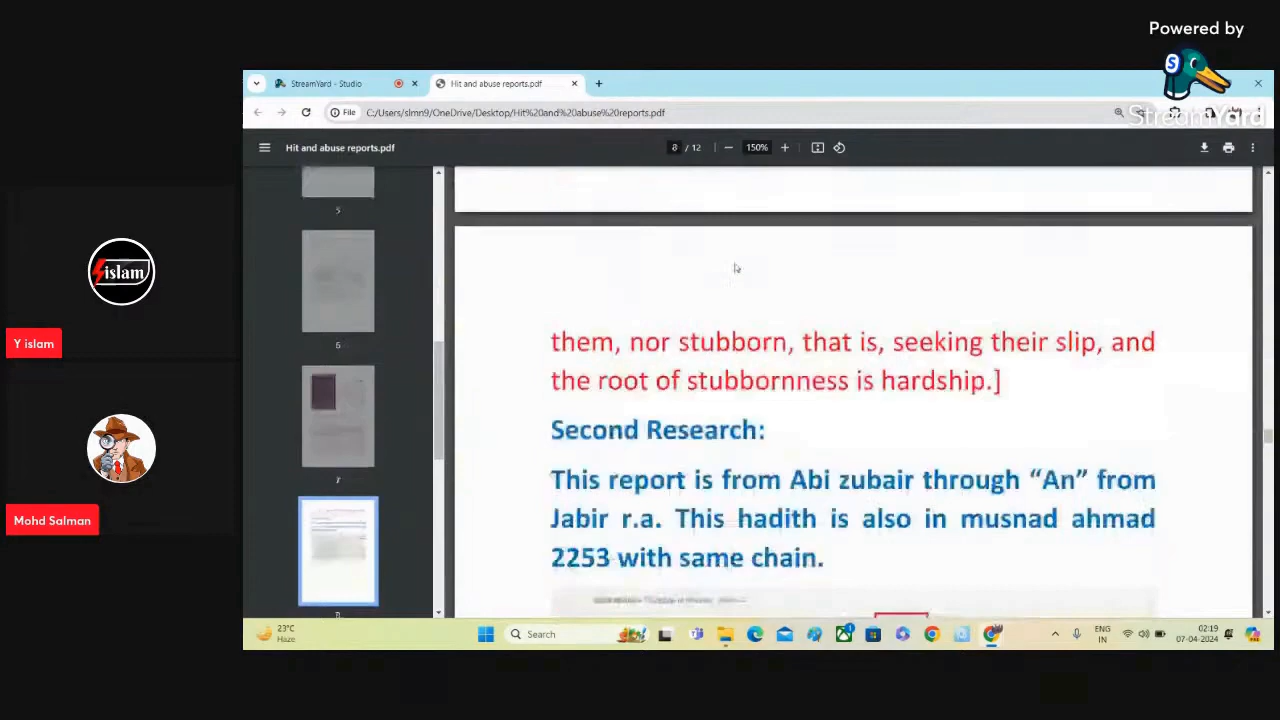 Powered by
StreamYard
StreamYard - Studio
Hit and abuse reports.pdf
File
C:/Users/slmn9/OneDrive/Desktop/Hit%20and%20abuse%20reports.pdf
Hit and abuse reports.pdf
8 / 12
150%
5
6
7
8
islam
Y islam
Mohd Salman
them, nor stubborn, that is, seeking their slip, and
the root of stubbornness is hardship.]
Second Research:
This report is from Abi zubair through “An” from
Jabir r.a. This hadith is also in musnad ahmad
2253 with same chain.
23°C
Haze
Search
ENG
IN
02:19
07-04-2024